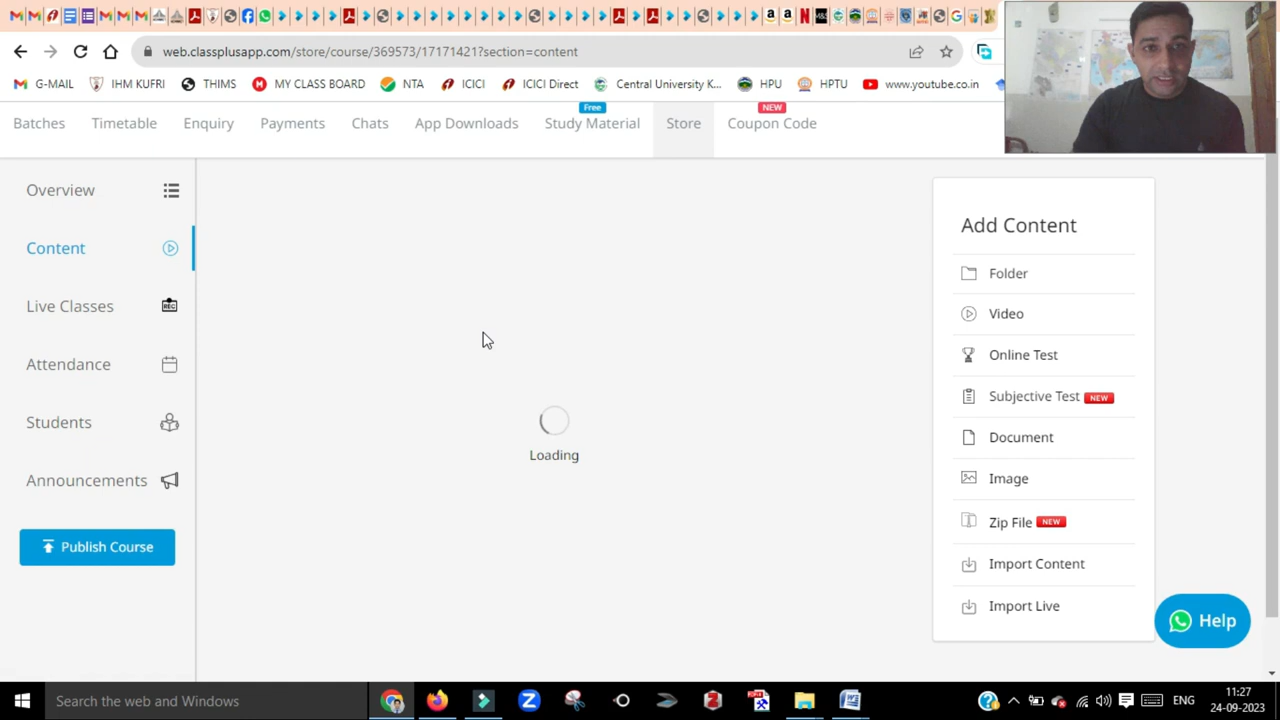 web.classplusapp.com/store/course/369573/17171421?section=content
G-MAIL IHM KUFRI THIMS MY CLASS BOARD NTA ICICI ICICI Direct Central University K... HPU HPTU www.youtube.co.in
Free NEW
Batches Timetable Enquiry Payments Chats App Downloads Study Material Store Coupon Code
Overview
Content
Live Classes
Attendance
Students
Announcements
Publish Course
Loading
Add Content
Folder
Video
Online Test
Subjective Test NEW
Document
Image
Zip File NEW
Import Content
Import Live
Help
Search the web and Windows
ENG
11:27
24-09-2023